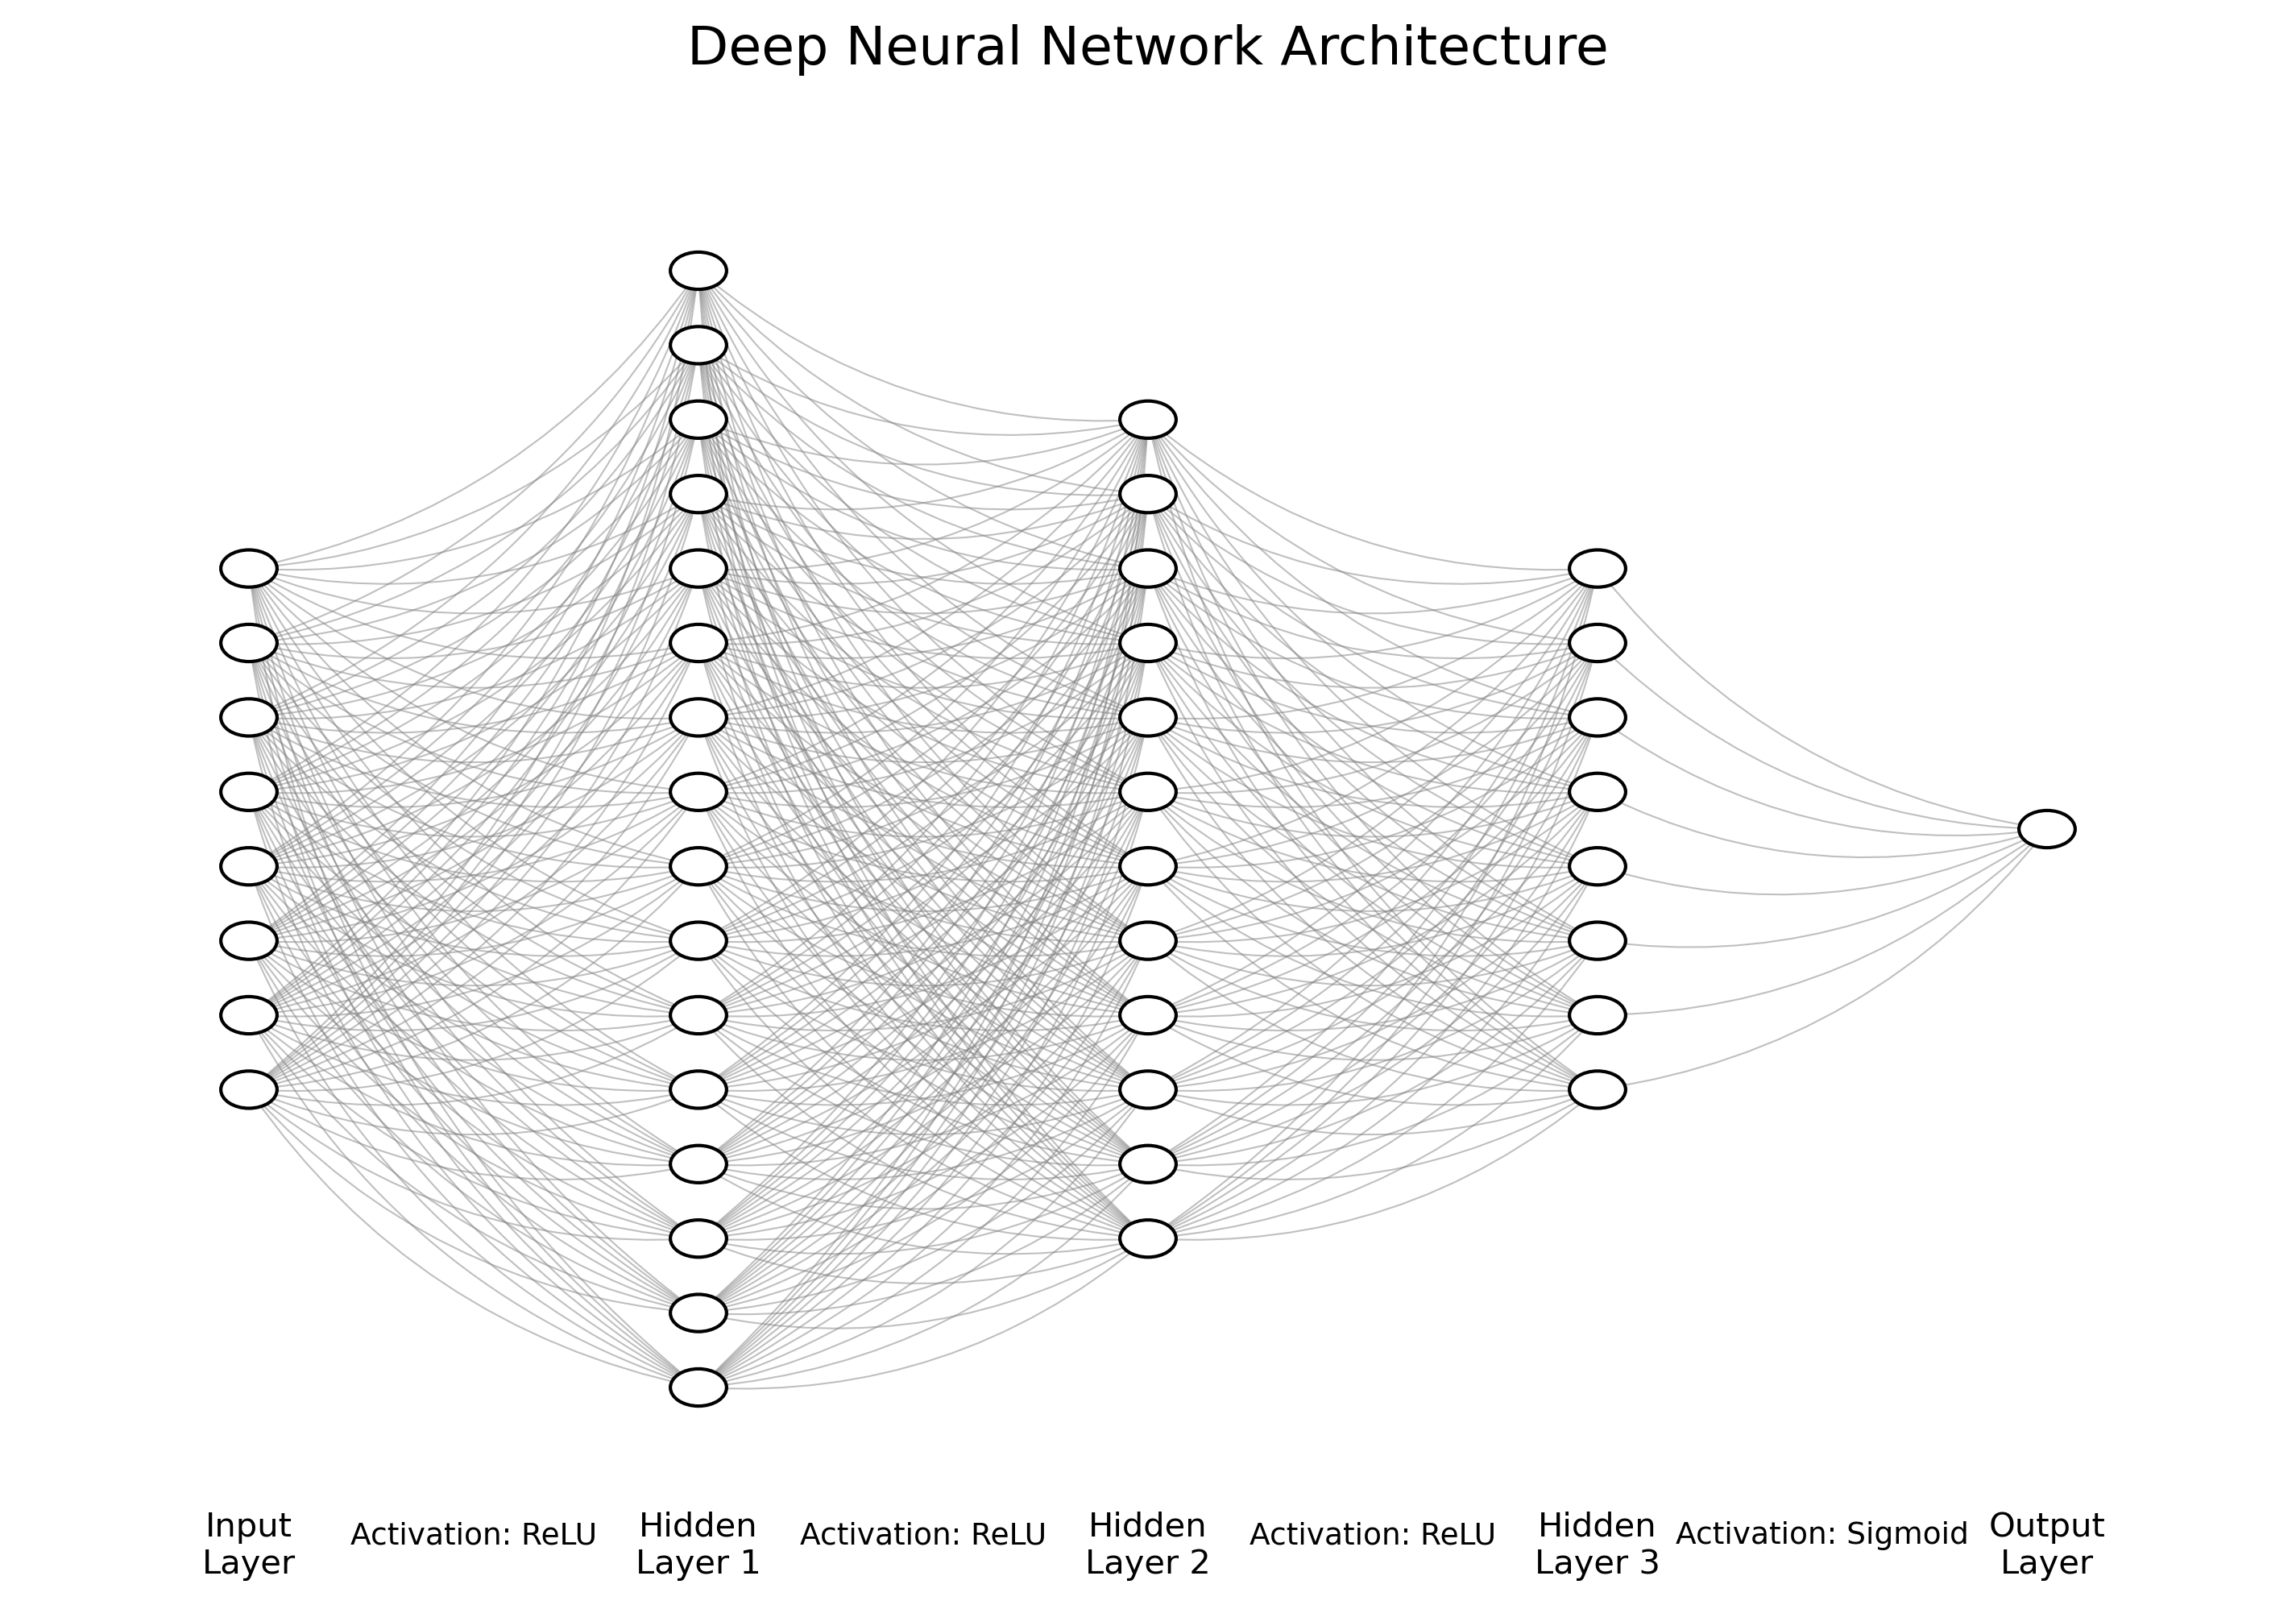 Deep Neural Network Architecture
Input
Layer
Activation: ReLU
Hidden
Layer 1
Activation: ReLU
Hidden
Layer 2
Activation: ReLU
Hidden
Layer 3
Activation: Sigmoid
Output
Layer